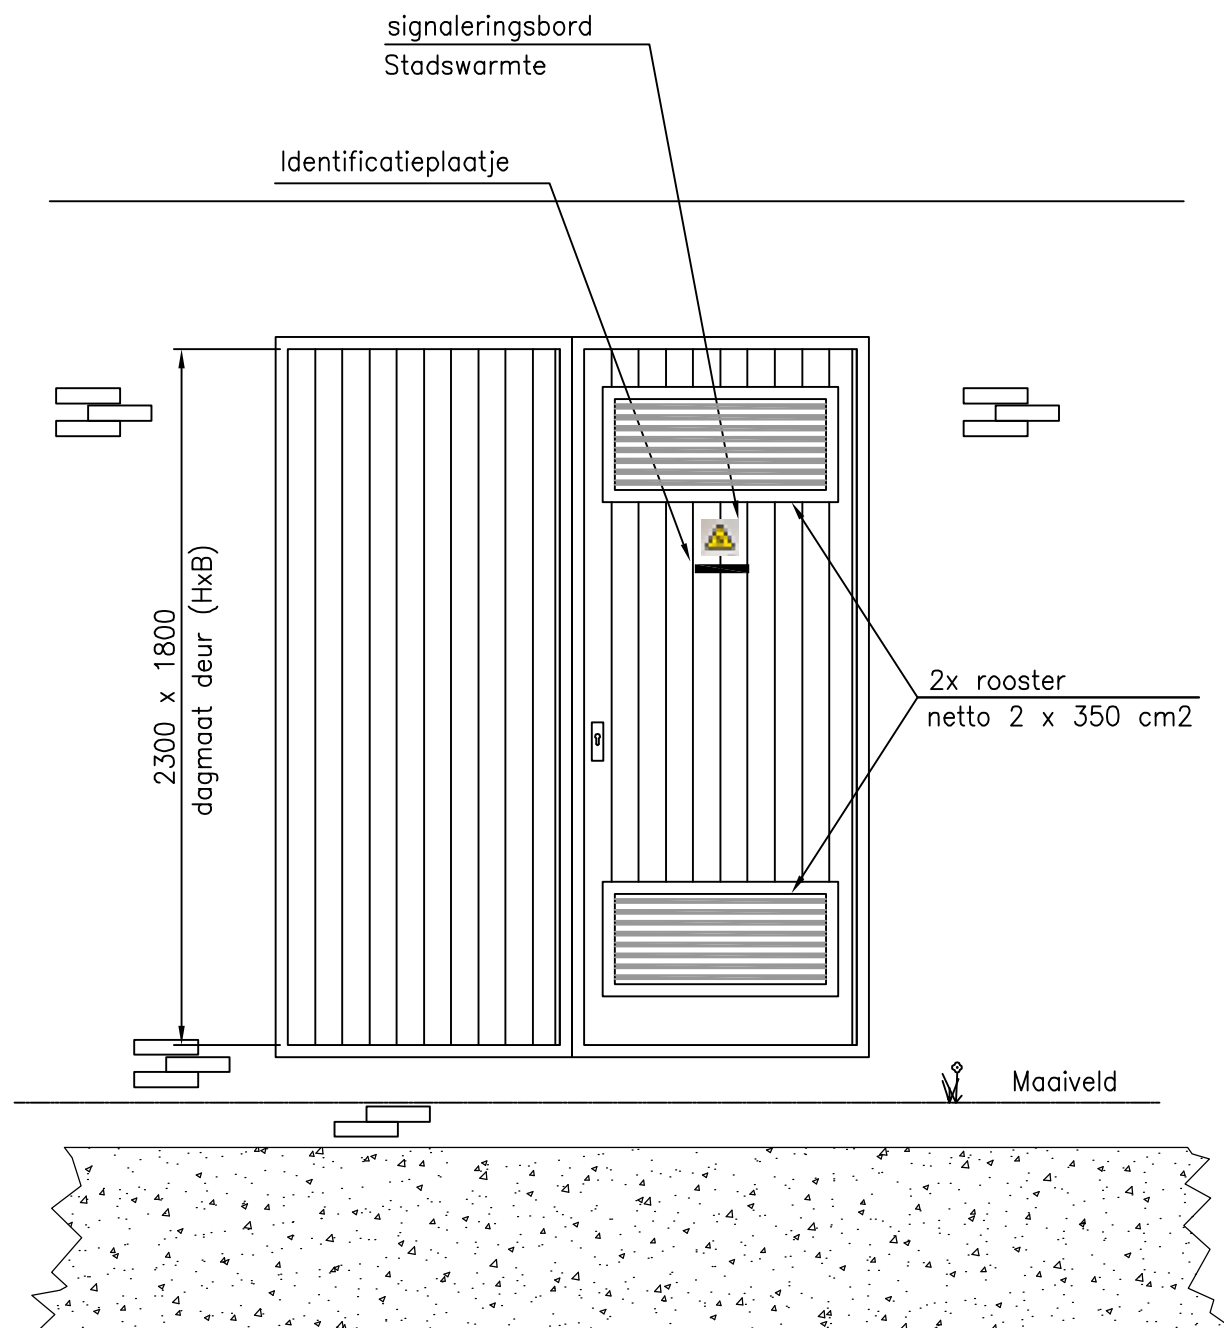 signaleringsbord
Stadswarmte
Identificatieplaatje
2300 x 1800
dagmaat deur (HxB)
2x rooster
netto 2 x 350 cm2
Maaiveld